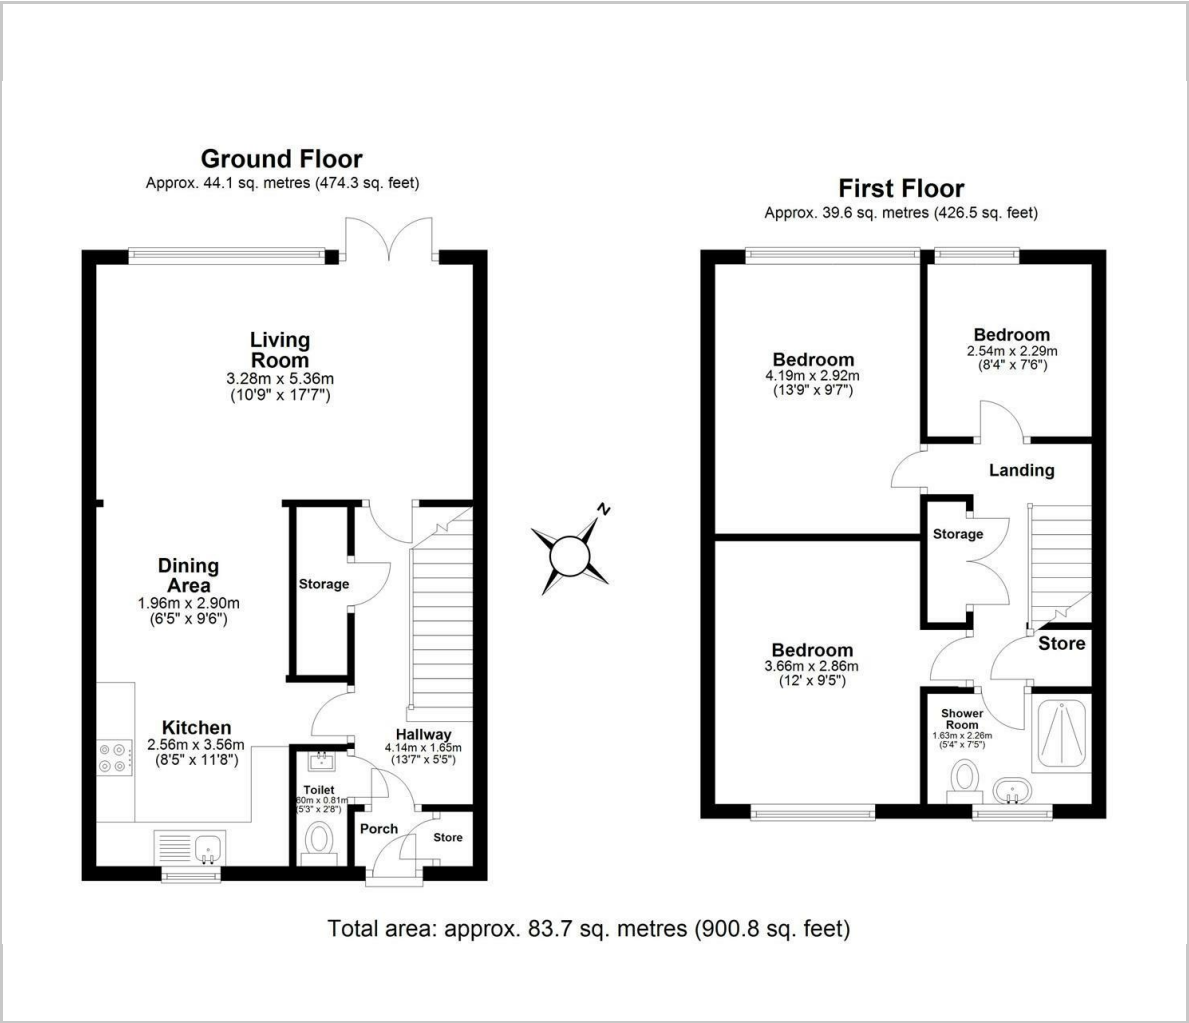 Ground Floor
Approx. 44.1 sq. metres (474.3 sq. feet)
Living
Room
3.28m x 5.36m
(10'9" x 17'7")
Dining
Area
1.96m x 2.90m
(6'5" x 9'6")
Storage
Kitchen
2.56m x 3.56m
(8'5" x 11'8")
Hallway
4.14m x 1.65m
(13'7" x 5'5")
Toilet
60m x 0.81m
(5'3" x 2'8")
Porch
Store
N
First Floor
Approx. 39.6 sq. metres (426.5 sq. feet)
Bedroom
4.19m x 2.92m
(13'9" x 9'7")
Bedroom
2.54m x 2.29m
(8'4" x 7'6")
Landing
Storage
Bedroom
3.66m x 2.86m
(12' x 9'5")
Store
Shower
Room
1.63m x 2.26m
(5'4" x 7'5")
Total area: approx. 83.7 sq. metres (900.8 sq. feet)